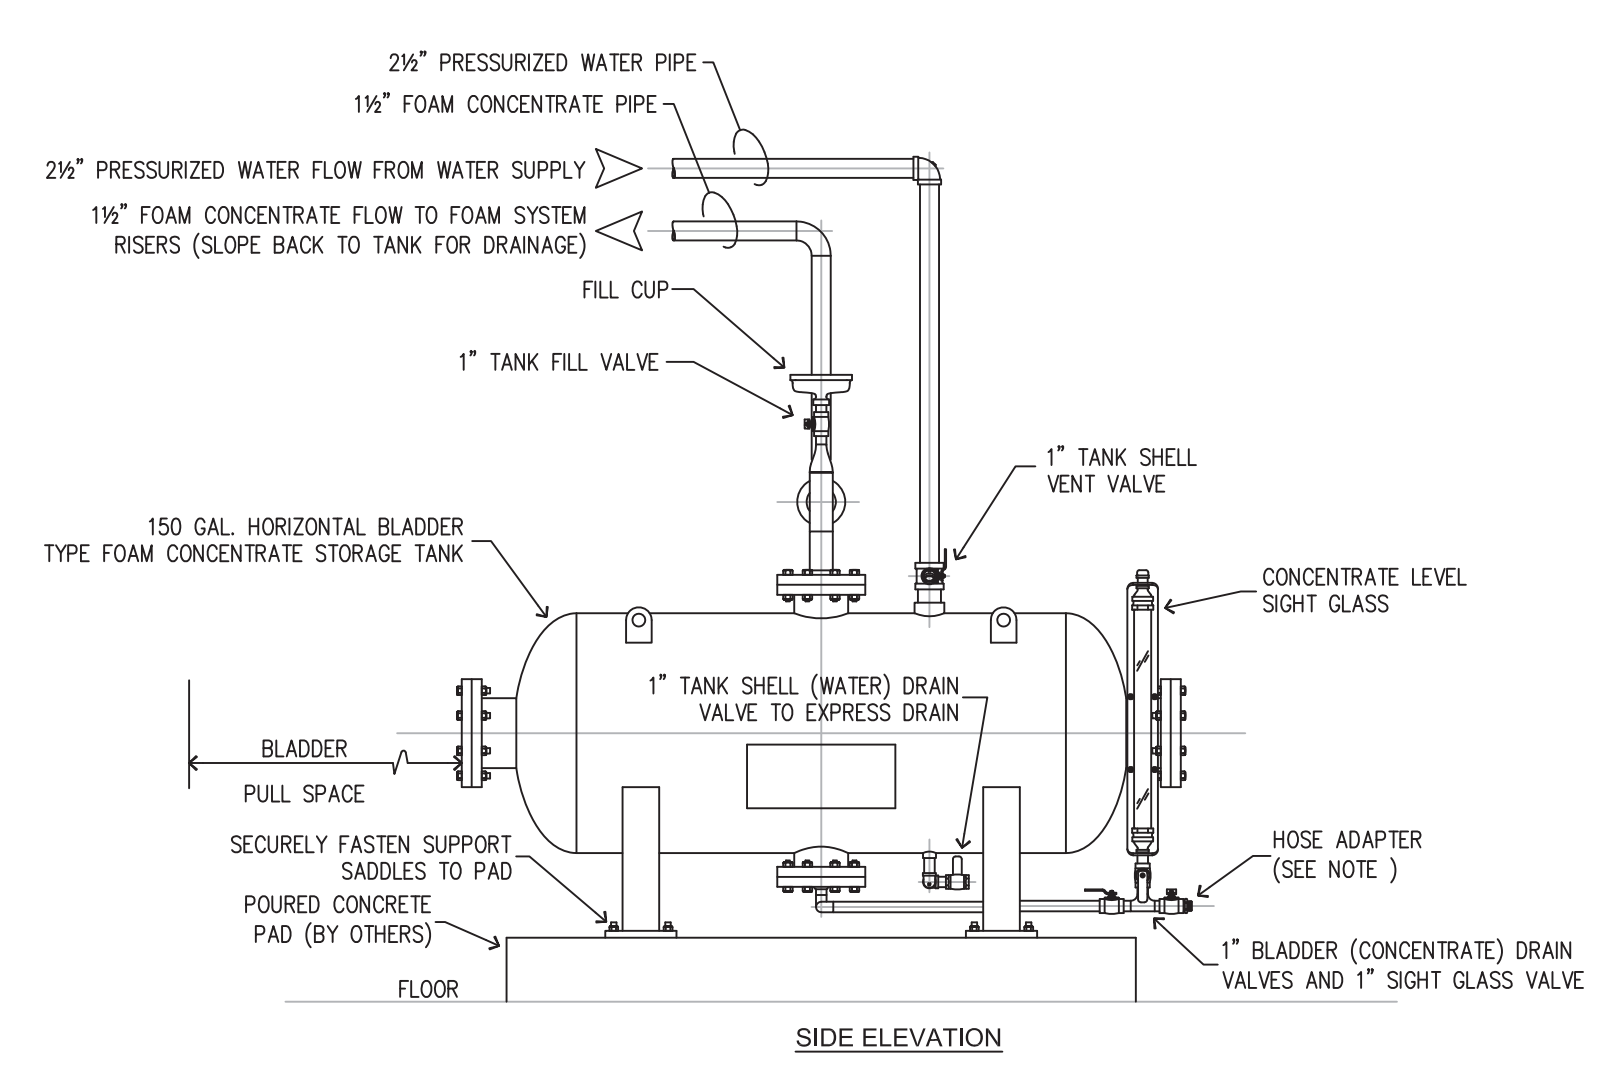 2½” PRESSURIZED WATER PIPE
1½” FOAM CONCENTRATE PIPE
2½” PRESSURIZED WATER FLOW FROM WATER SUPPLY
1½” FOAM CONCENTRATE FLOW TO FOAM SYSTEM
RISERS (SLOPE BACK TO TANK FOR DRAINAGE)
FILL CUP
1” TANK FILL VALVE
1” TANK SHELL
VENT VALVE
150 GAL. HORIZONTAL BLADDER
TYPE FOAM CONCENTRATE STORAGE TANK
CONCENTRATE LEVEL
SIGHT GLASS
1” TANK SHELL (WATER) DRAIN
VALVE TO EXPRESS DRAIN
BLADDER
PULL SPACE
SECURELY FASTEN SUPPORT
SADDLES TO PAD
HOSE ADAPTER
(SEE NOTE )
POURED CONCRETE
PAD (BY OTHERS)
1” BLADDER (CONCENTRATE) DRAIN
VALVES AND 1” SIGHT GLASS VALVE
FLOOR
SIDE ELEVATION